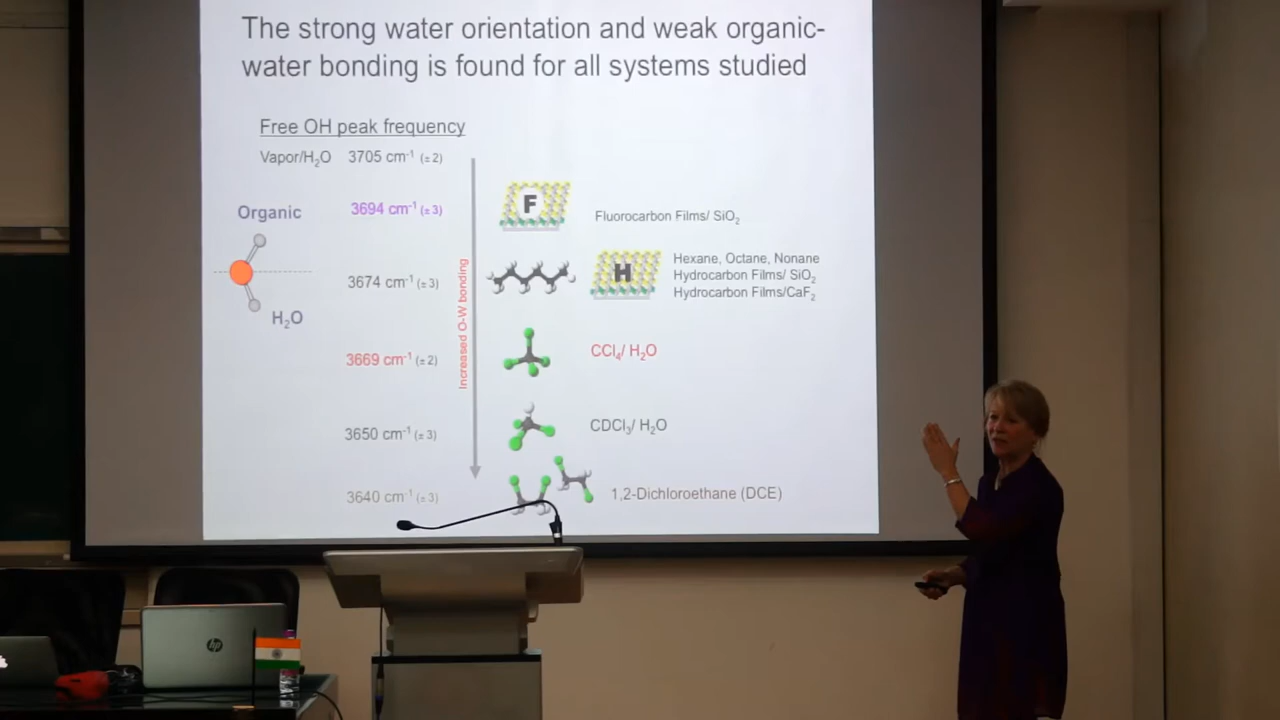 The strong water orientation and weak organic-
water bonding is found for all systems studied
Free OH peak frequency
Vapor/H₂O 3705 cm⁻¹ (± 2)
Organic
3694 cm⁻¹ (± 3)
F
Fluorocarbon Films/ SiO₂
H₂O
3674 cm⁻¹ (± 3)
H
Hexane, Octane, Nonane
Hydrocarbon Films/ SiO₂
Hydrocarbon Films/CaF₂
Increased O-W bonding
3669 cm⁻¹ (± 2)
CCl₄/ H₂O
3650 cm⁻¹ (± 3)
CDCl₃/ H₂O
3640 cm⁻¹ (± 3)
1,2-Dichloroethane (DCE)
hp